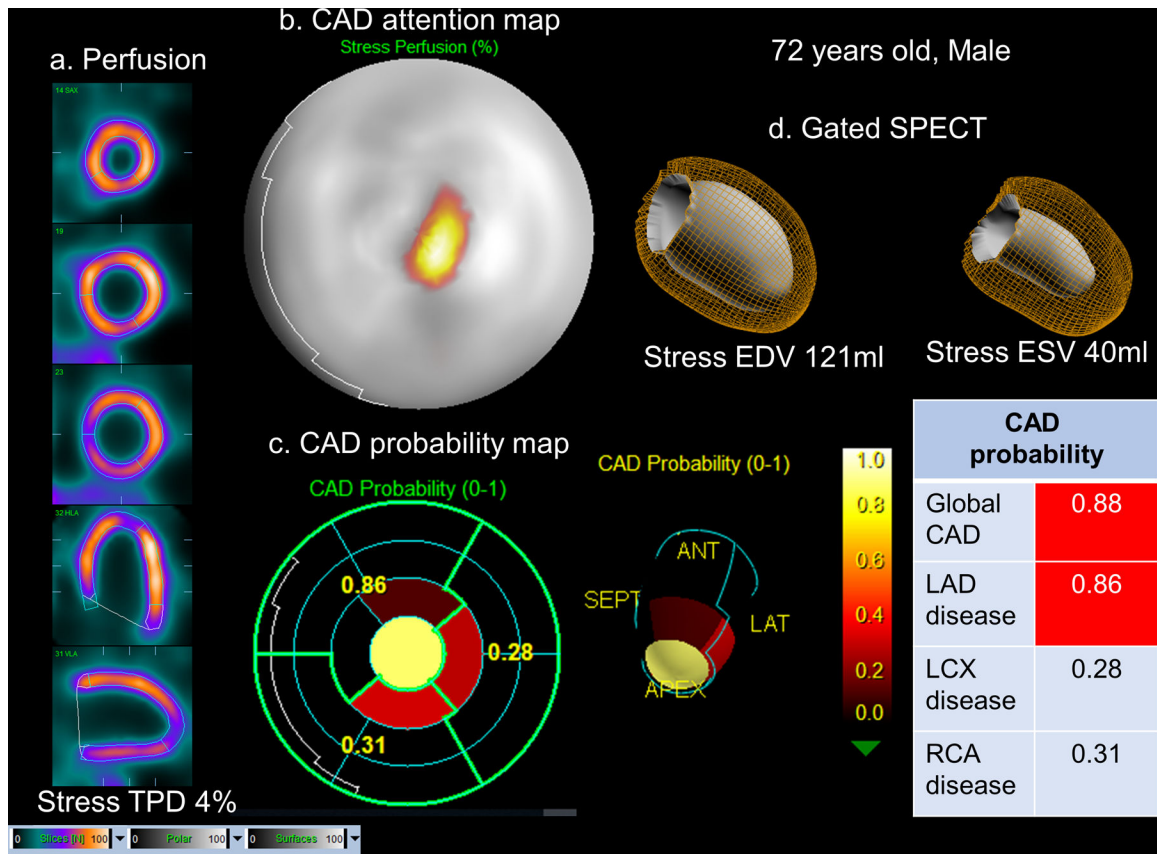 b. CAD attention map
Stress Perfusion (%)
a. Perfusion
72 years old, Male
14 SAX
d. Gated SPECT
19
Stress EDV 121ml
Stress ESV 40ml
23
c. CAD probability map
CAD Probability (0-1)
0.86
0.28
0.31
CAD Probability (0-1)
ANT
SEPT
LAT
APEX
1.0
0.8
0.6
0.4
0.2
0.0
CAD
probability
Global
CAD
0.88
LAD
disease
0.86
LCX
disease
0.28
RCA
disease
0.31
32 HLA
31 VLA
Stress TPD 4%
0 Slices [N] 100
0 Polar 100
0 Surfaces 100